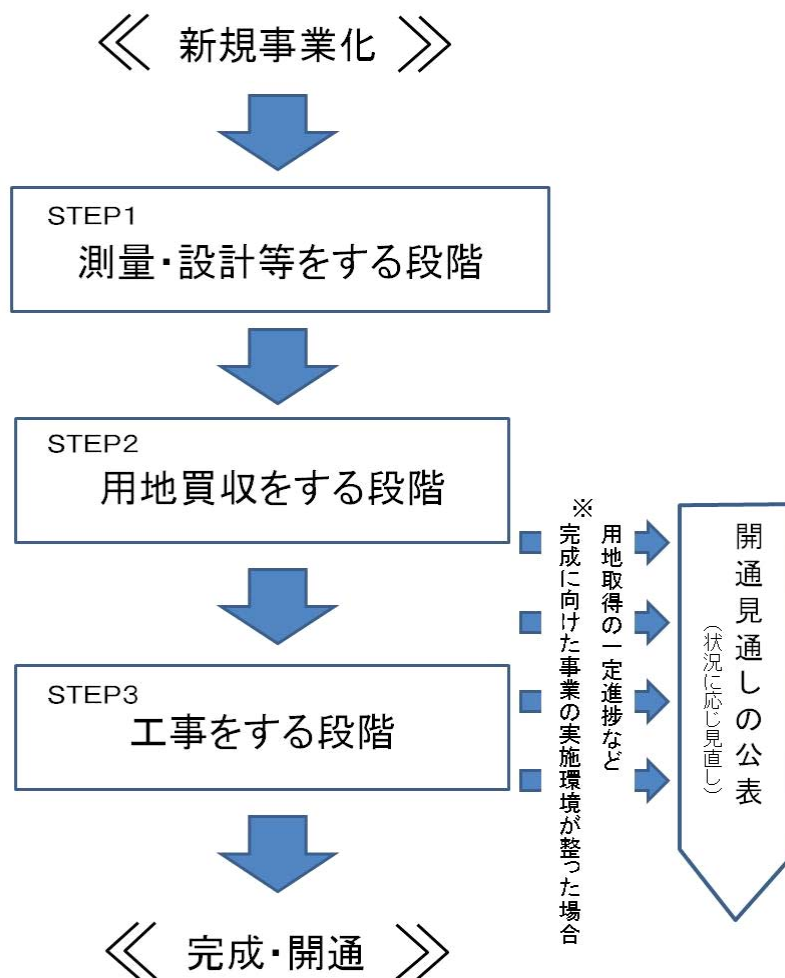 ≪ 新規事業化 ≫
STEP1
測量・設計等をする段階
STEP2
用地買収をする段階
※
用地取得の一定進捗など
完成に向けた事業の実施環境が整った場合
開通見通しの公表
（状況に応じ見直し）
STEP3
工事をする段階
≪ 完成・開通 ≫